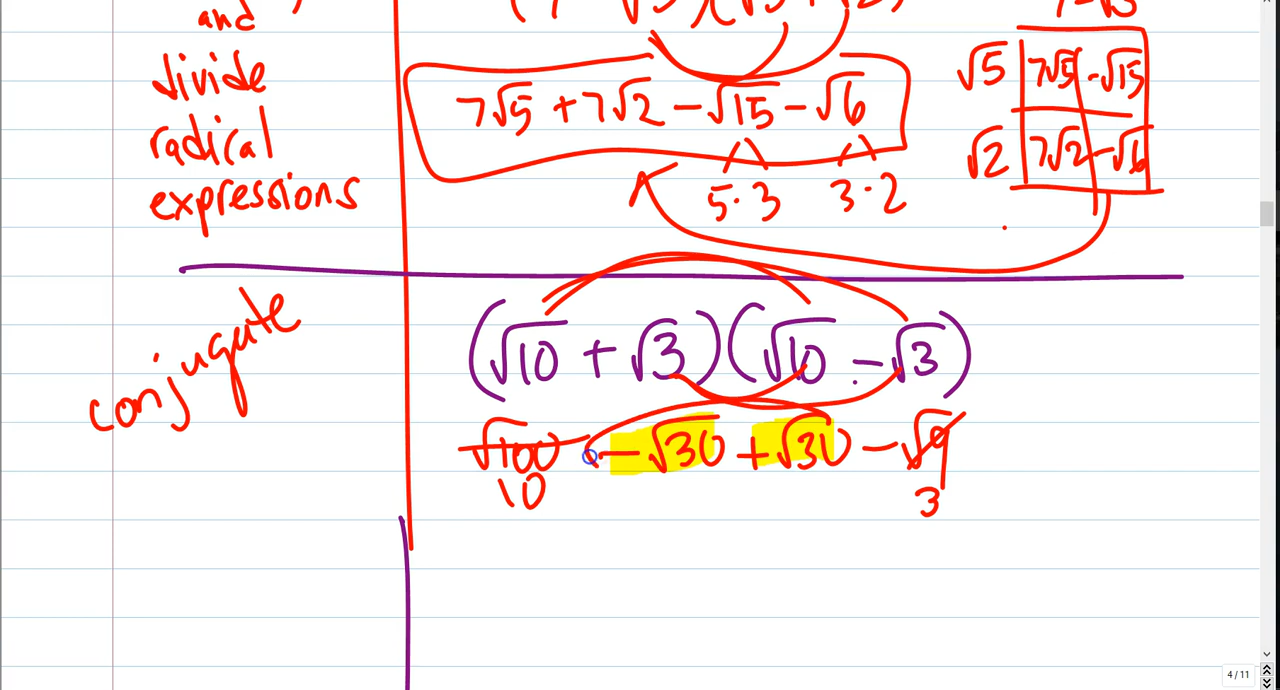 and
divide
radical
expressions
7√5 + 7√2 − √15 − √6
5·3 3·2
√5 7√5 −√15
√2 7√2 −√6
conjugate
(√10 + √3)(√10 − √3)
√100 − √30 + √30 − √9
10 3
4 / 11